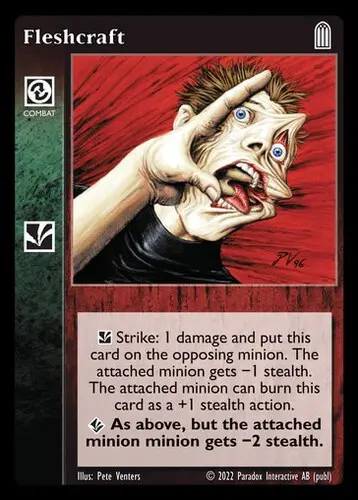 Fleshcraft
COMBAT
PV 96
Strike: 1 damage and put this
card on the opposing minion. The
attached minion gets −1 stealth.
The attached minion can burn this
card as a +1 stealth action.
As above, but the attached
minion minion gets −2 stealth.
Illus: Pete Venters © 2022 Paradox Interactive AB (publ)